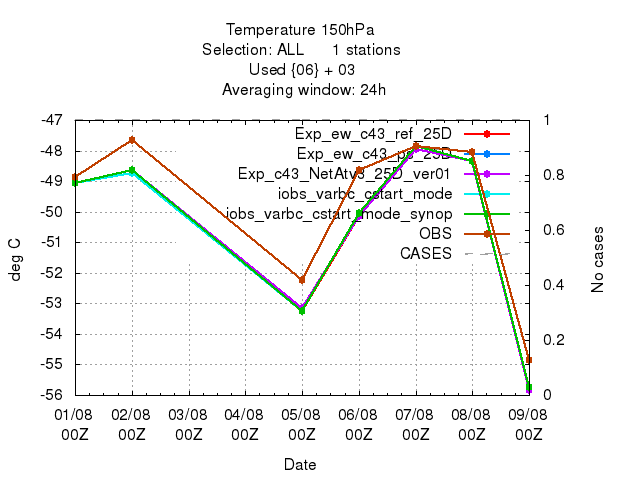 Temperature 150hPa
Selection: ALL 1 stations
Used {06} + 03
Averaging window: 24h
-47 1
Exp_ew_c43_ref_25D
-48 Exp_ew_c43_
-49 Exp_c43_NetAtv3_25D_ver01 0.8
iobs_varbc_cstart_mode
-50 iobs_varbc_cstart_mode_synop
OBS 0.6
-51 CASES
deg C No cases
-52 0.4
-53
-54 0.2
-55
-56 0
01/08 02/08 03/08 04/08 05/08 06/08 07/08 08/08 09/08
00Z 00Z 00Z 00Z 00Z 00Z 00Z 00Z 00Z
Date